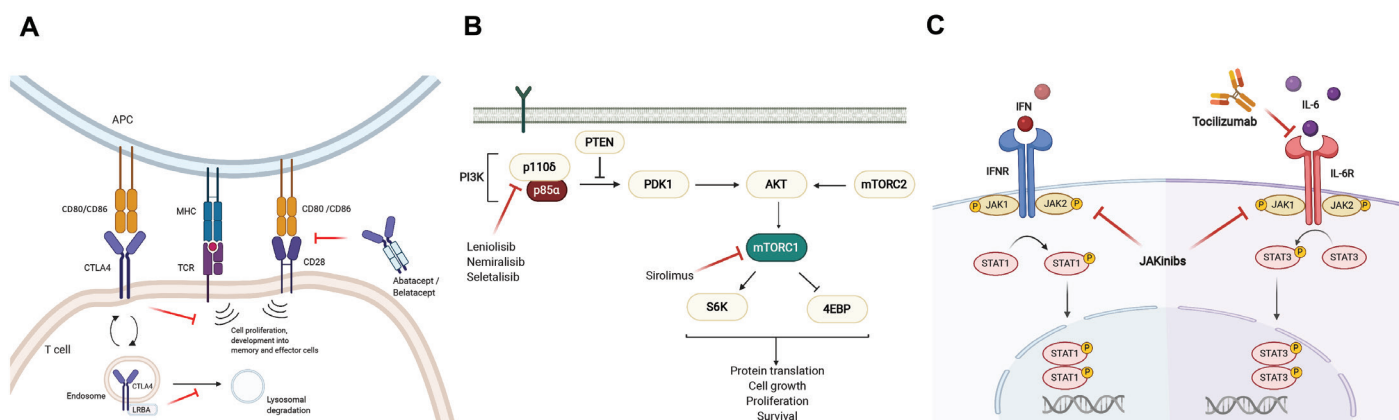 A
APC
CD80/CD86
MHC
CD80 /CD86
CTLA4
TCR
CD28
Abatacept /
Belatacept
Cell proliferation,
development into
memory and effector cells
T cell
CTLA4
Endosome
LRBA
Lysosomal
degradation
B
PTEN
PI3K
p110δ
p85α
PDK1
AKT
mTORC2
Leniolisib
Nemiralisib
Seletalisib
mTORC1
Sirolimus
S6K
4EBP
Protein translation
Cell growth
Proliferation
Survival
C
IFN
IL-6
Tocilizumab
IFNR
IL-6R
P
JAK1
JAK2
P
P
JAK1
JAK2
P
JAKinibs
STAT1
STAT1
P
STAT3
P
STAT3
STAT1
P
STAT1
P
STAT3
P
STAT3
P